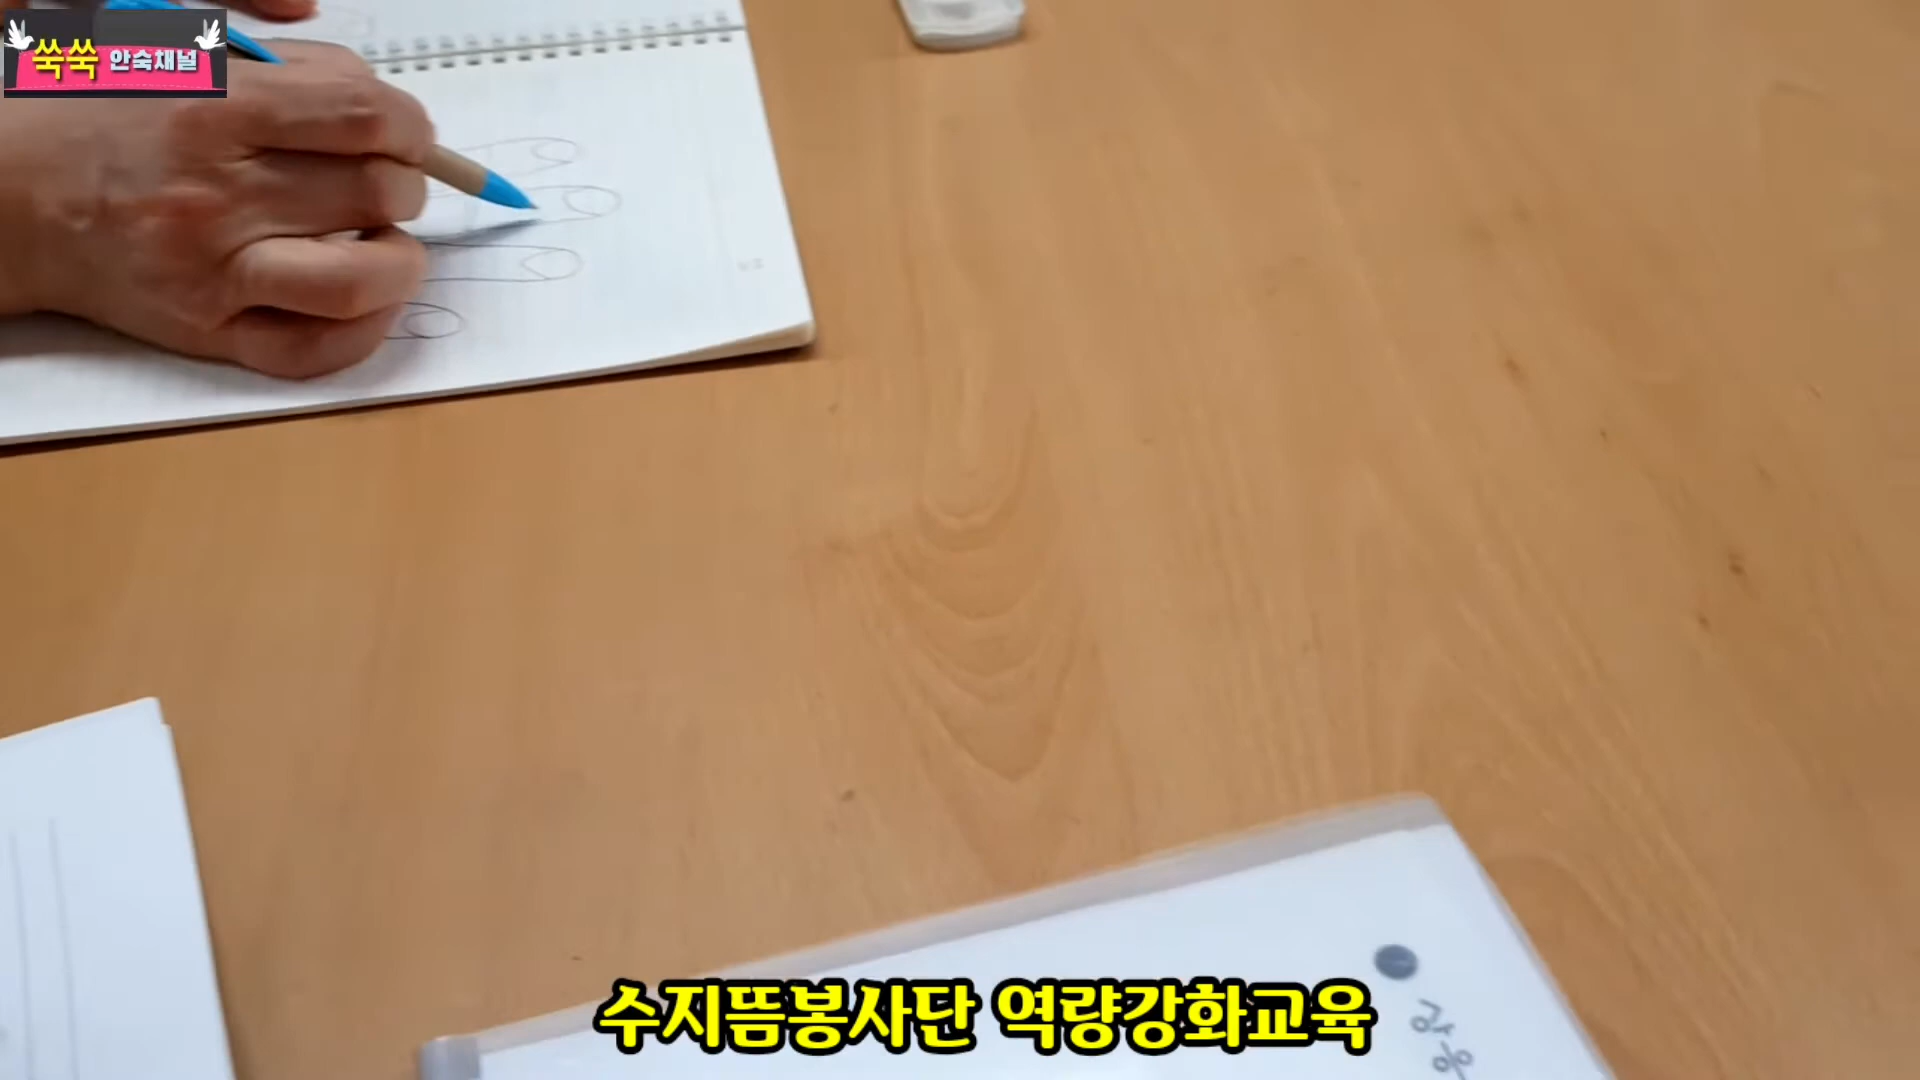 쑥쑥 안숙채널
수지뜸봉사단 역량강화교육